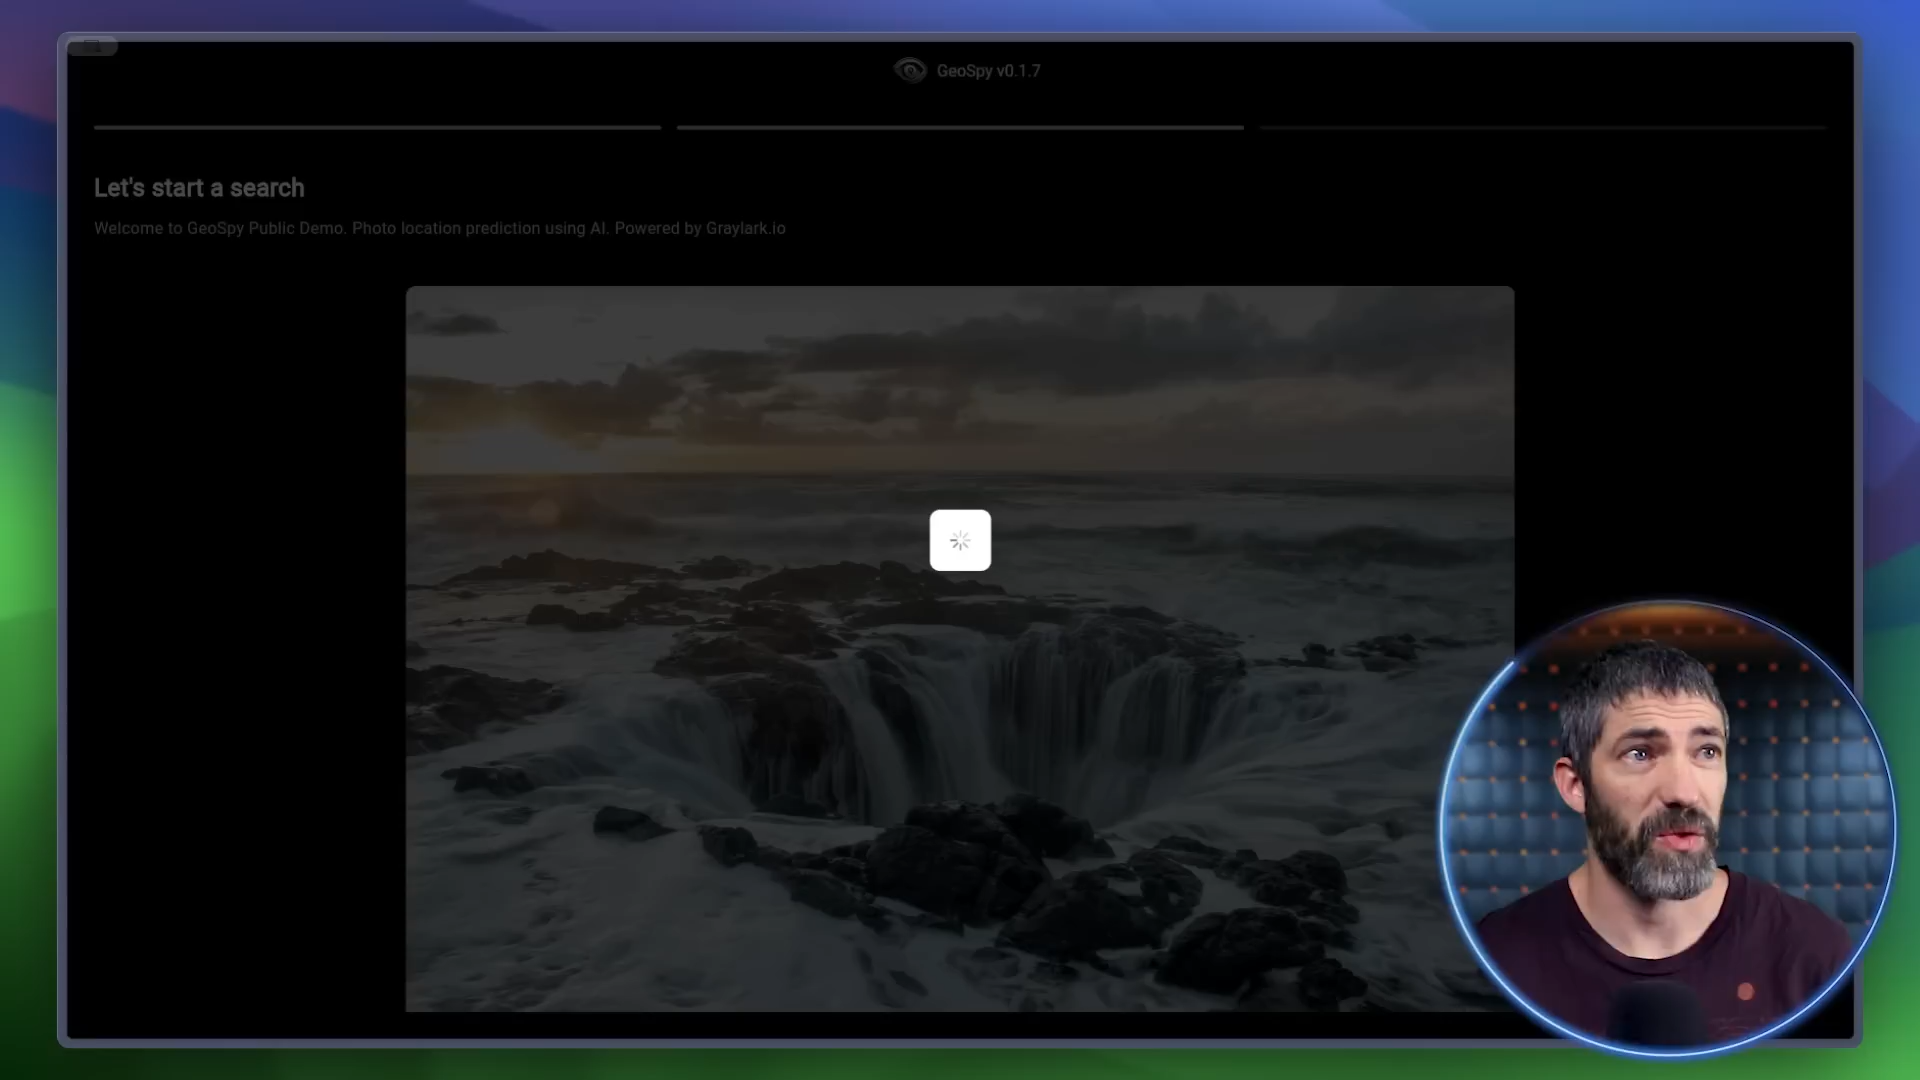 GeoSpy v0.1.7
Let's start a search
Welcome to GeoSpy Public Demo. Photo location prediction using AI. Powered by Graylark.io